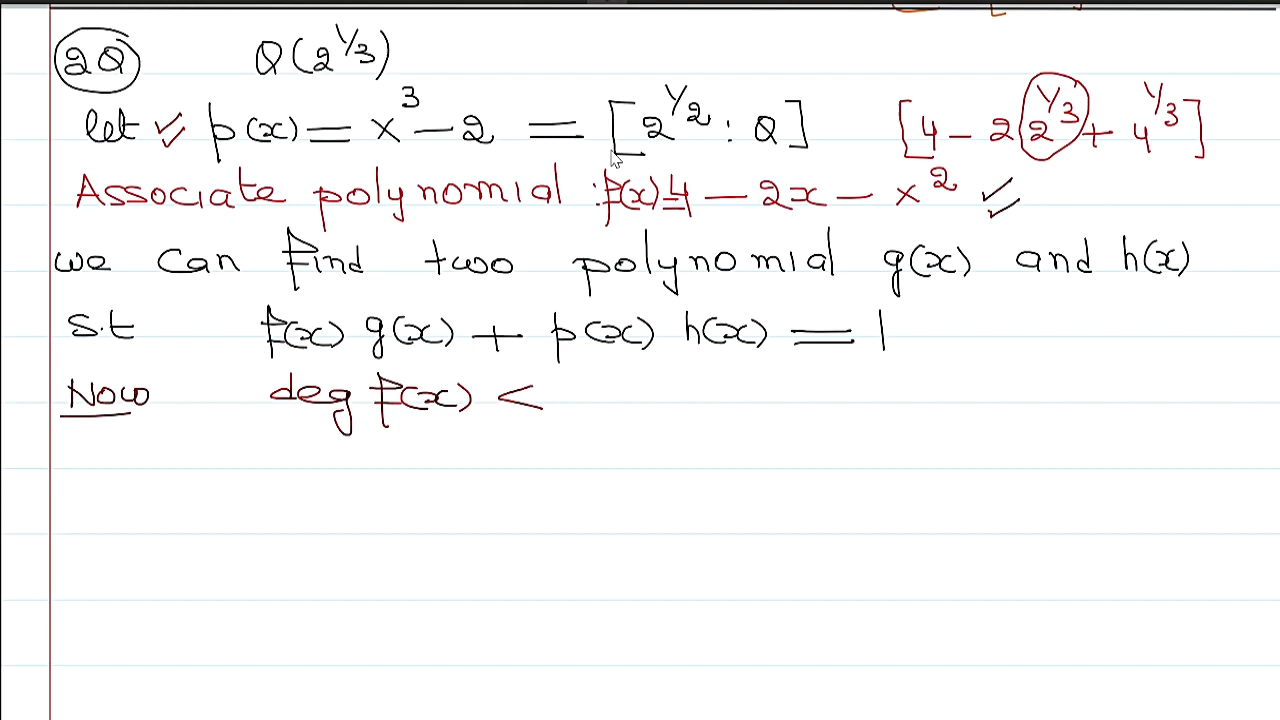 2Q Q(2^1/3)
let ✓ p(x) = x^3 - 2 = [2^1/2 : Q] [4 - 2 2^1/3 + 4^1/3]
Associate polynomial : f(x)=4 - 2x - x^2 ✓
we can find two polynomial g(x) and h(x)
s.t f(x) g(x) + p(x) h(x) = 1
Now deg f(x) <